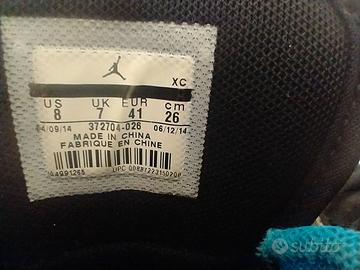 XC
US UK EUR cm
8 7 41 26
04/09/14 372704-026 06/12/14
MADE IN CHINA
FABRIQUE EN CHINE
subito